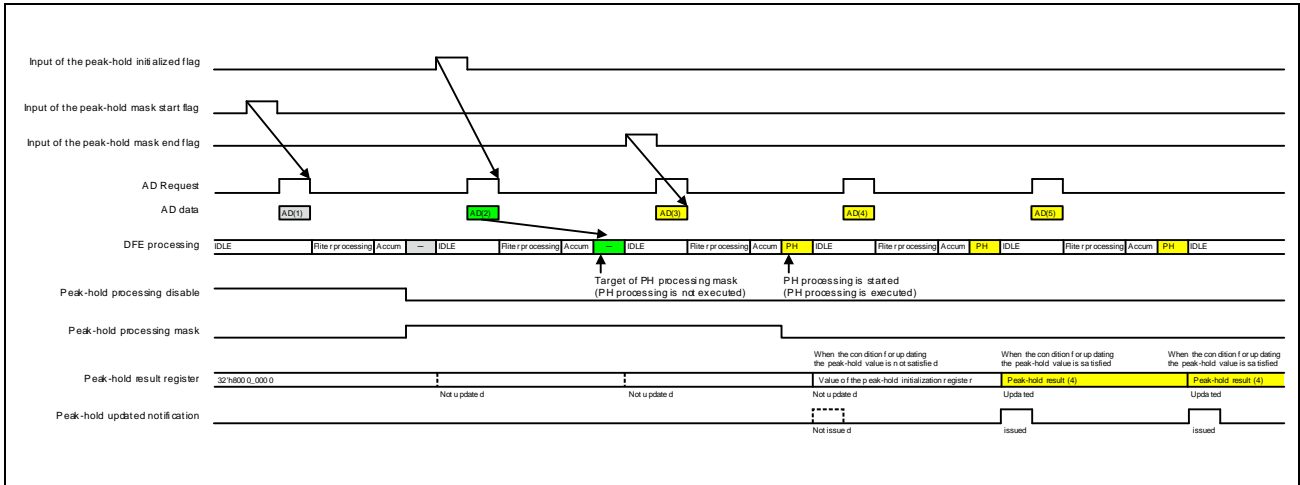 Input of the peak-hold initialized flag
Input of the peak-hold mask start flag
Input of the peak-hold mask end flag
AD Request
AD data
AD(1)
AD(2)
AD(3)
AD(4)
AD(5)
DFE processing
IDLE
Filter processing
Accum
—
IDLE
Filter processing
Accum
—
IDLE
Filter processing
Accum
PH
IDLE
Filter processing
Accum
PH
IDLE
Filter processing
Accum
PH
IDLE
Target of PH processing mask
(PH processing is not executed)
PH processing is started
(PH processing is executed)
Peak-hold processing disable
Peak-hold processing mask
When the condition for updating
the peak-hold value is not satisfied
When the condition for updating
the peak-hold value is satisfied
When the condition for updating
the peak-hold value is satisfied
Peak-hold result register
32'h8000_0000
Value of the peak-hold initialization register
Peak-hold result (4)
Peak-hold result (4)
Not updated
Not updated
Not updated
Updated
Updated
Peak-hold updated notification
Not issued
issued
issued